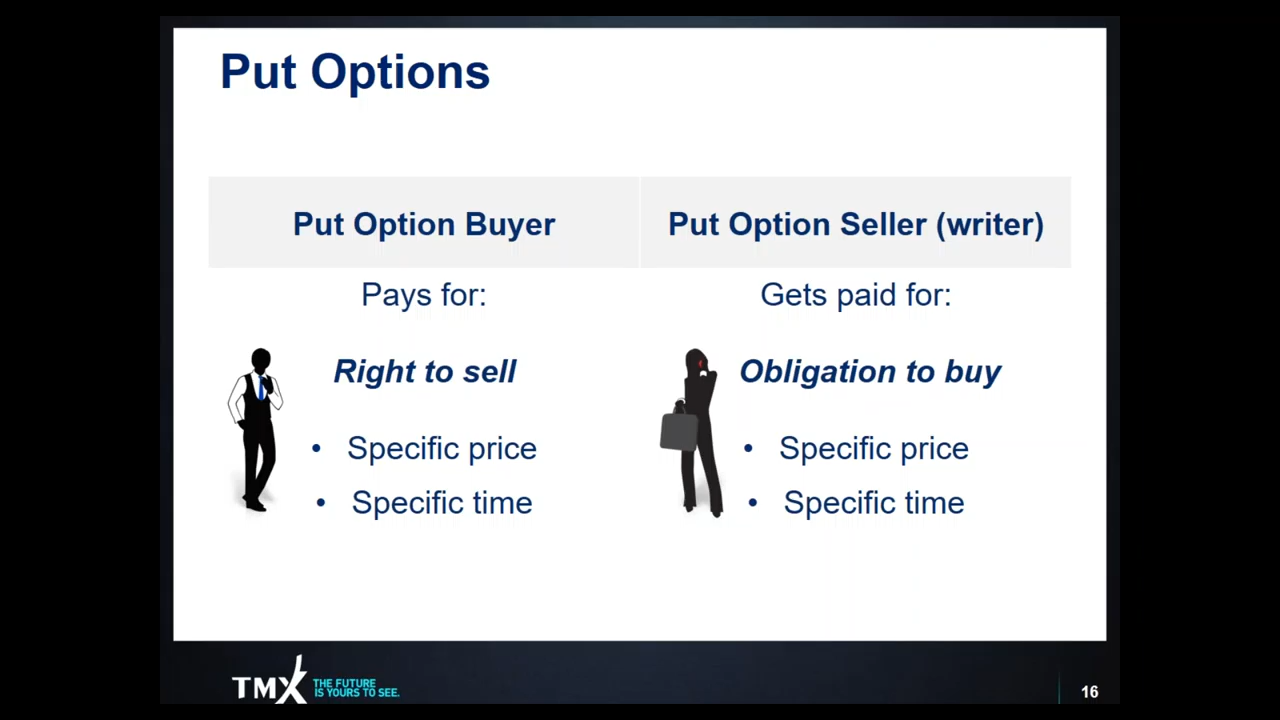 Put Options
Put Option Buyer
Put Option Seller (writer)
Pays for:
Gets paid for:
Right to sell
Obligation to buy
• Specific price
• Specific price
• Specific time
• Specific time
TMX
THE FUTURE
IS YOURS TO SEE.
16